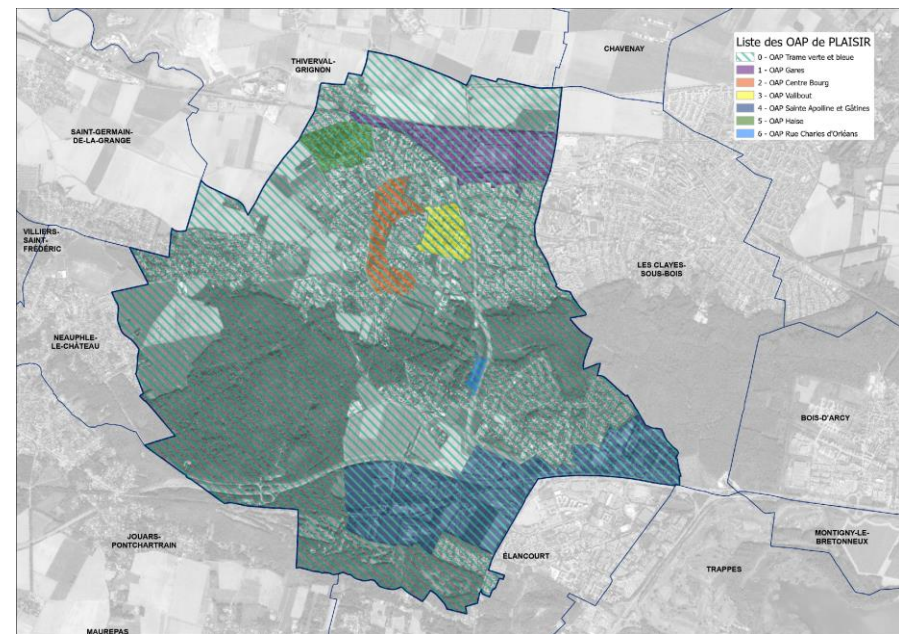 CHAVENAY
THIVERVAL-
GRIGNON
Liste des OAP de PLAISIR
0 - OAP Trame verte et bleue
1 - OAP Gares
2 - OAP Centre Bourg
3 - OAP Valibout
4 - OAP Sainte Apolline et Gâtines
5 - OAP Haise
6 - OAP Rue Charles d'Orléans
SAINT-GERMAIN-
DE-LA-GRANGE
VILLIERS-
SAINT-
FRÉDÉRIC
LES CLAYES-
SOUS-BOIS
NEAUPHLE-
LE-CHÂTEAU
BOIS-D'ARCY
JOUARS-
PONTCHARTRAIN
ÉLANCOURT
MONTIGNY-LE-
BRETONNEUX
TRAPPES
MAUREPAS